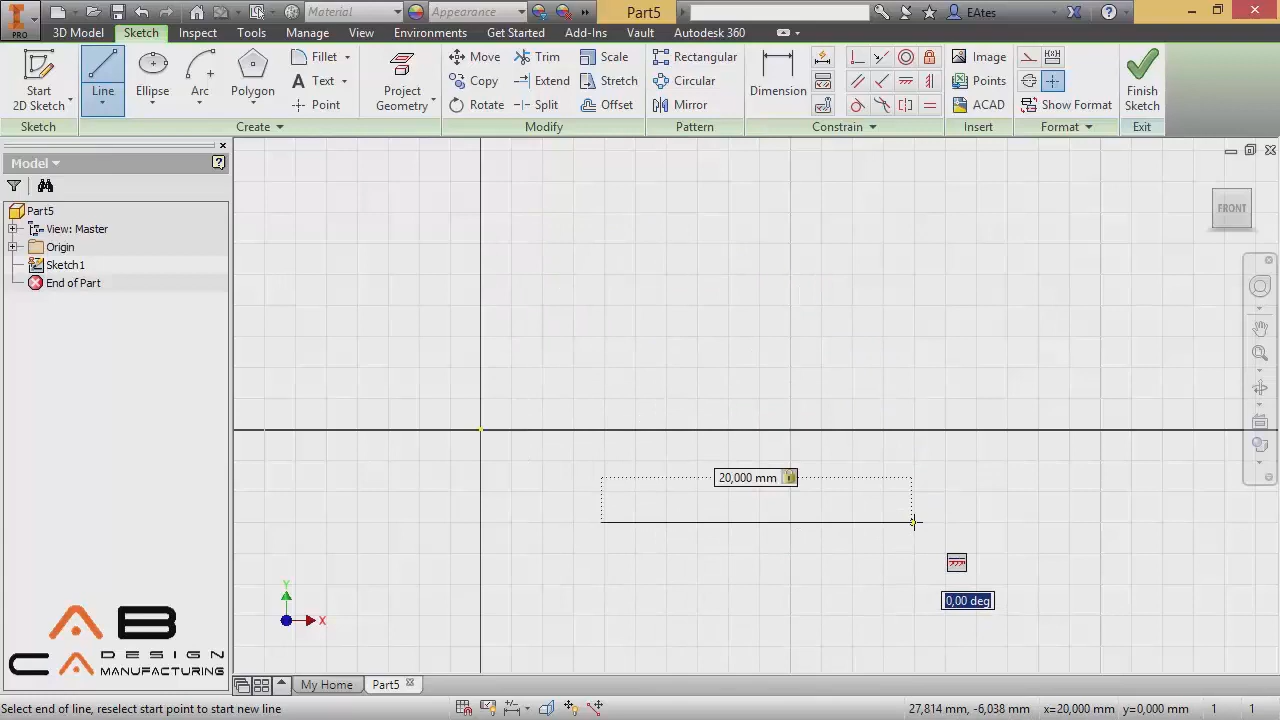 PRO
Material
Appearance
Part5
EAtes
3D Model
Sketch
Inspect
Tools
Manage
View
Environments
Get Started
Add-Ins
Vault
Autodesk 360
Start
2D Sketch
Line
Ellipse
Arc
Polygon
Fillet
Text
Point
Project
Geometry
Move
Copy
Rotate
Trim
Extend
Split
Scale
Stretch
Offset
Rectangular
Circular
Mirror
Dimension
Image
Points
ACAD
Show Format
Finish
Sketch
Sketch
Create
Modify
Pattern
Constrain
Insert
Format
Exit
Model
Part5
View: Master
Origin
Sketch1
End of Part
FRONT
20,000 mm
0,00 deg
Y
X
AB
CA DESIGN
MANUFACTURING
My Home
Part5
Select end of line, reselect start point to start new line
27,814 mm, -6,038 mm
x=20,000 mm
y=0,000 mm
1
1